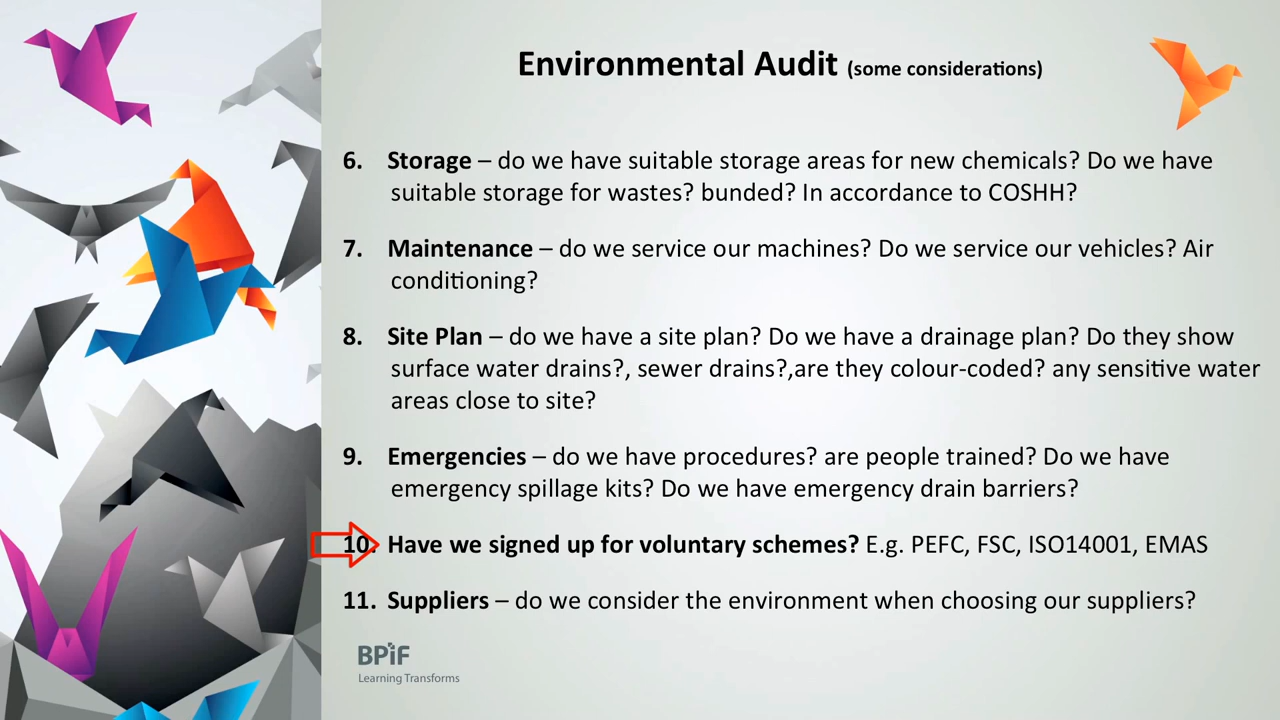 Environmental Audit (some considerations)
6. Storage – do we have suitable storage areas for new chemicals? Do we have
suitable storage for wastes? bunded? In accordance to COSHH?
7. Maintenance – do we service our machines? Do we service our vehicles? Air
conditioning?
8. Site Plan – do we have a site plan? Do we have a drainage plan? Do they show
surface water drains?, sewer drains?,are they colour-coded? any sensitive water
areas close to site?
9. Emergencies – do we have procedures? are people trained? Do we have
emergency spillage kits? Do we have emergency drain barriers?
10. Have we signed up for voluntary schemes? E.g. PEFC, FSC, ISO14001, EMAS
11. Suppliers – do we consider the environment when choosing our suppliers?
BPiF
Learning Transforms